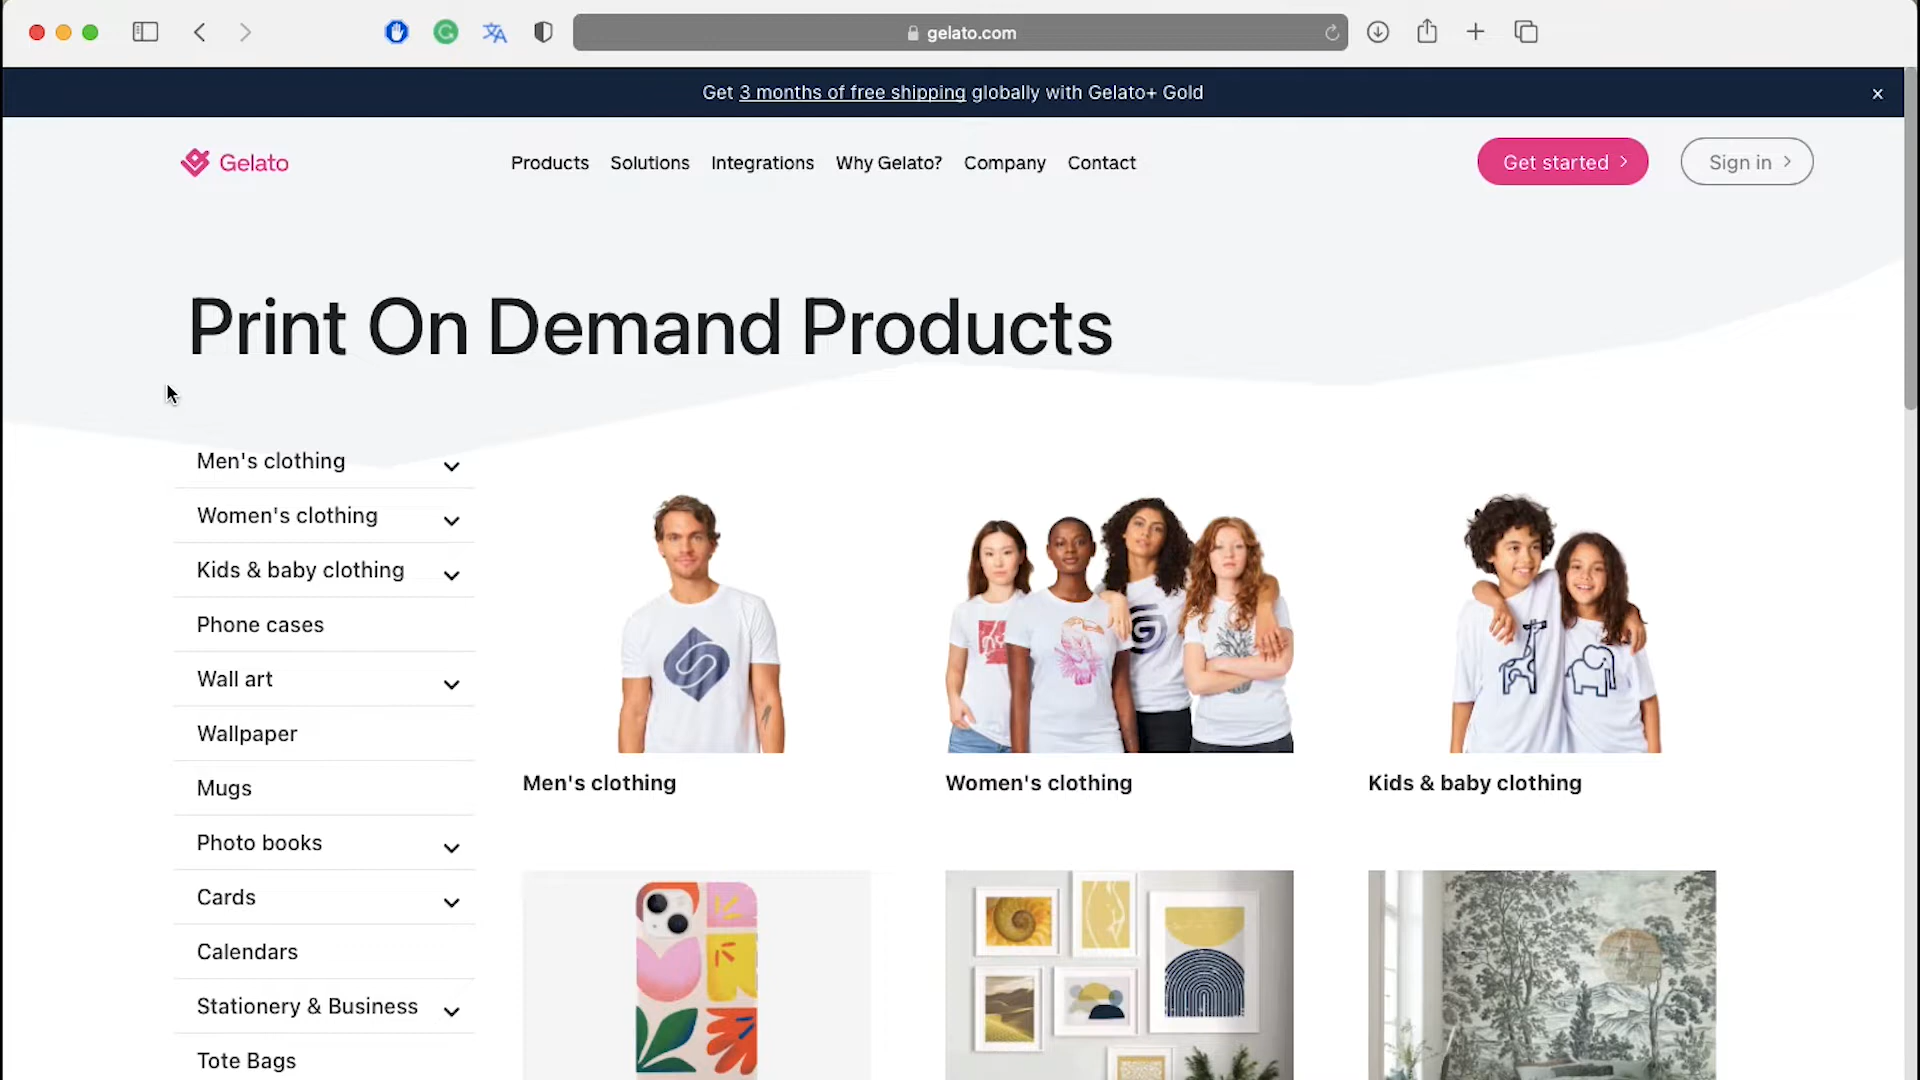 gelato.com
Get 3 months of free shipping globally with Gelato+ Gold
Gelato
Products
Solutions
Integrations
Why Gelato?
Company
Contact
Get started
Sign in
Print On Demand Products
Men's clothing
Women's clothing
Kids & baby clothing
Phone cases
Wall art
Wallpaper
Mugs
Photo books
Cards
Calendars
Stationery & Business
Tote Bags
Men's clothing
Women's clothing
Kids & baby clothing